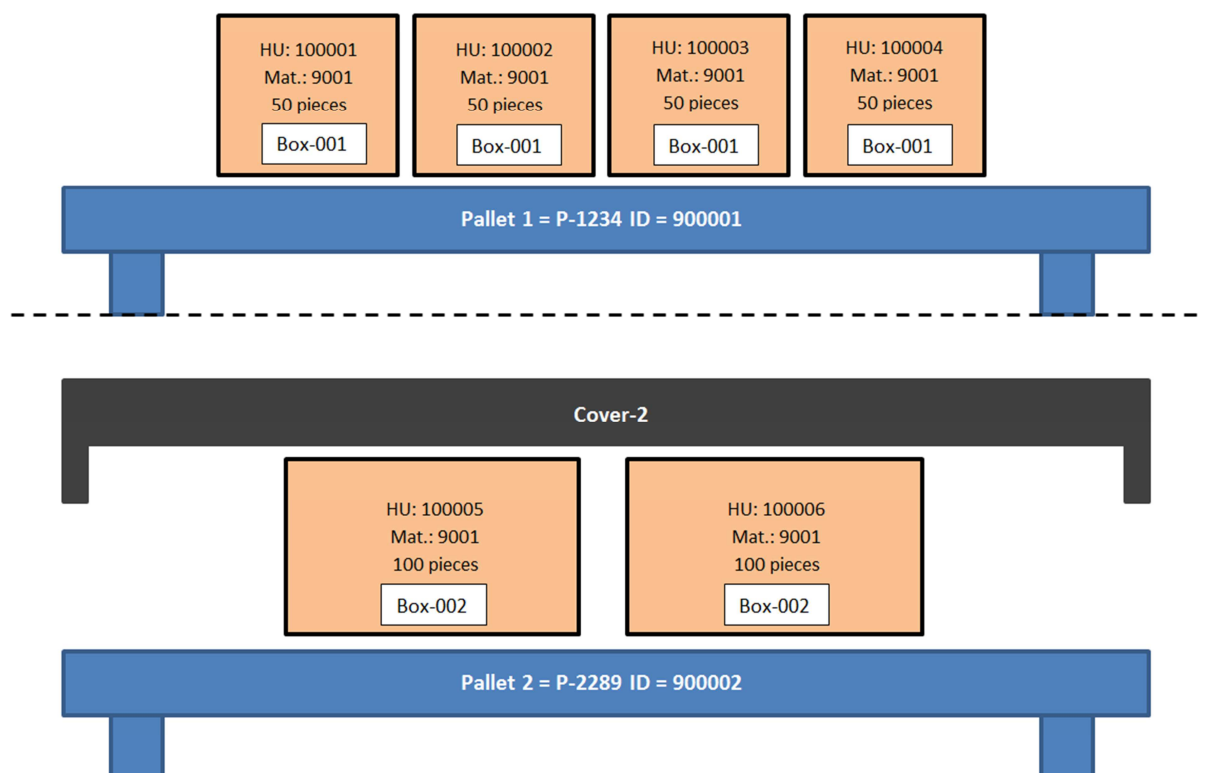 HU: 100001
Mat.: 9001
50 pieces
Box-001
HU: 100002
Mat.: 9001
50 pieces
Box-001
HU: 100003
Mat.: 9001
50 pieces
Box-001
HU: 100004
Mat.: 9001
50 pieces
Box-001
Pallet 1 = P-1234 ID = 900001
Cover-2
HU: 100005
Mat.: 9001
100 pieces
Box-002
HU: 100006
Mat.: 9001
100 pieces
Box-002
Pallet 2 = P-2289 ID = 900002